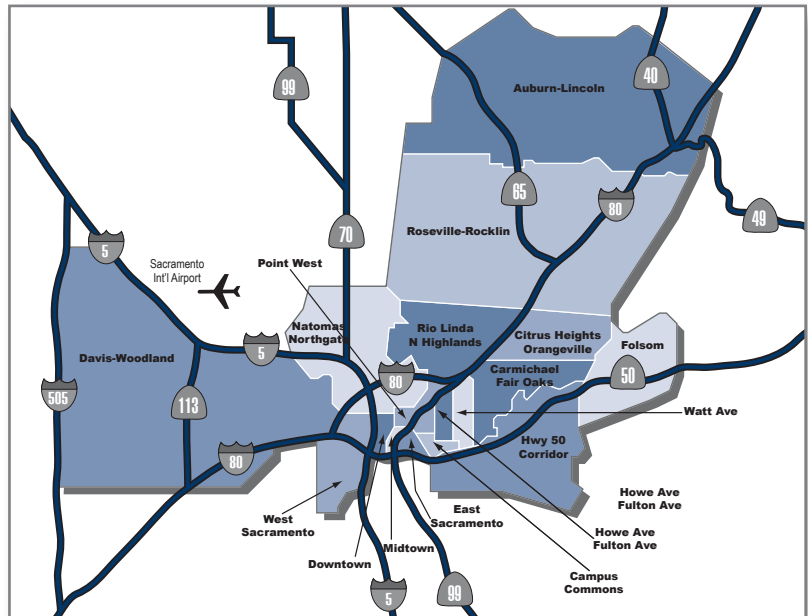 99
40
Auburn-Lincoln
65
80
49
70
Roseville-Rocklin
5
Sacramento
Int'l Airport
Point West
Natomas
Northgate
Rio Linda
N Highlands
Citrus Heights
Orangeville
Folsom
Davis-Woodland
5
80
Carmichael
Fair Oaks
50
505
113
Watt Ave
80
Hwy 50
Corridor
Howe Ave
Fulton Ave
West
Sacramento
East
Sacramento
Howe Ave
Fulton Ave
Midtown
Downtown
Campus
Commons
5
99